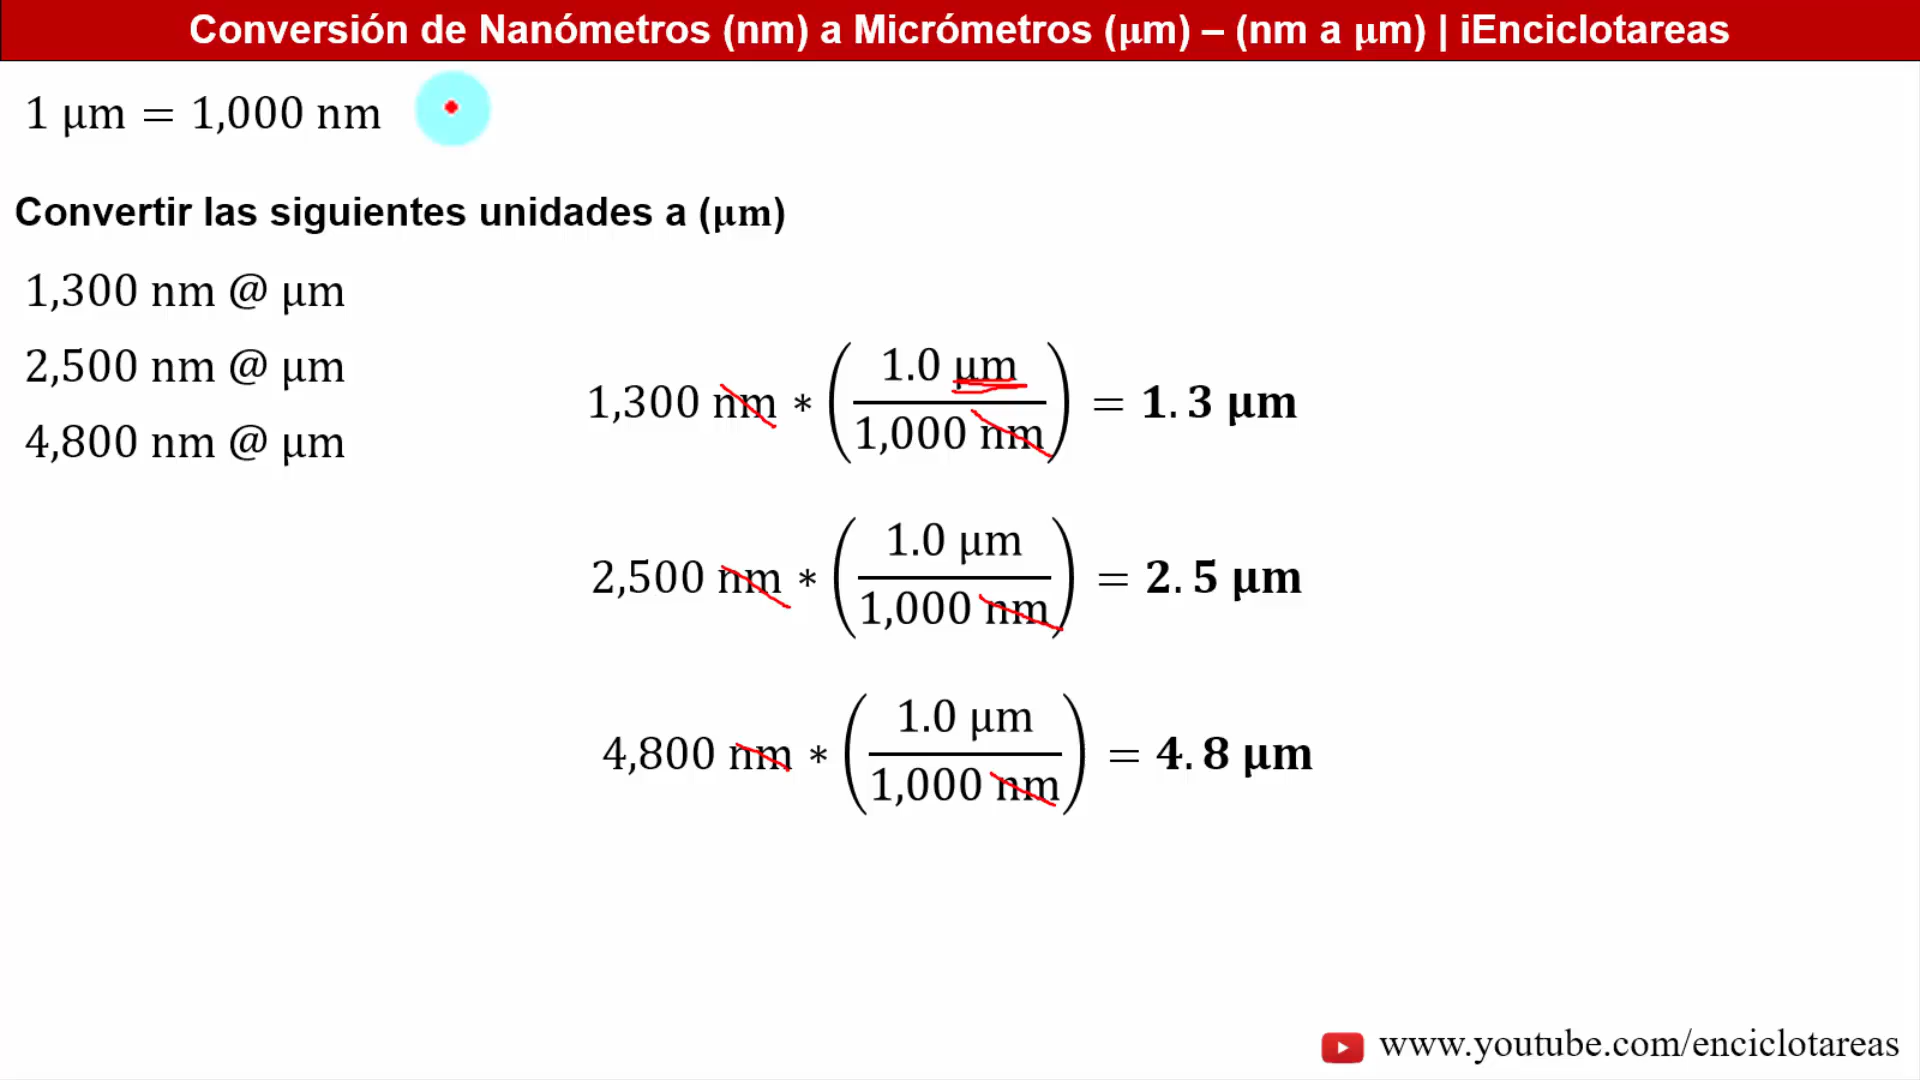 Conversión de Nanómetros (nm) a Micrómetros (μm) – (nm a μm) | iEnciclotareas
1 μm = 1,000 nm
Convertir las siguientes unidades a (μm)
1,300 nm @ μm
2,500 nm @ μm
4,800 nm @ μm
1,300 nm ∗ (1.0 μm / 1,000 nm) = 1.3 μm
2,500 nm ∗ (1.0 μm / 1,000 nm) = 2.5 μm
4,800 nm ∗ (1.0 μm / 1,000 nm) = 4.8 μm
www.youtube.com/enciclotareas